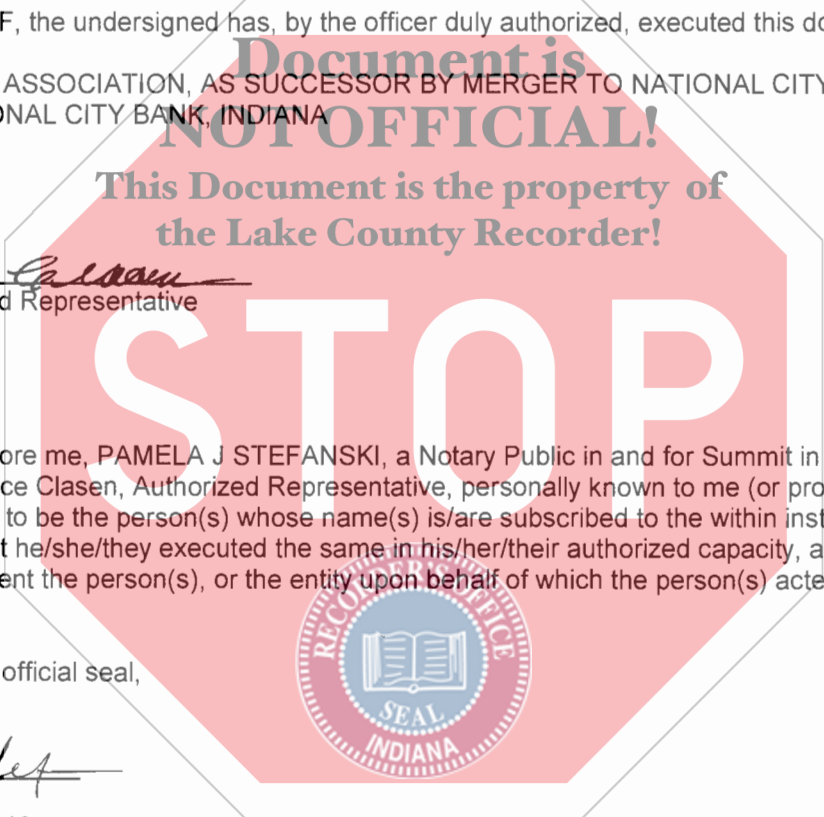 F, the undersigned has, by the officer duly authorized, executed this do
Document is
ASSOCIATION, AS SUCCESSOR BY MERGER TO NATIONAL CITY
NAL CITY BANK, INDIANA
NOT OFFICIAL!
This Document is the property of
the Lake County Recorder!
Clasen
d Representative
STOP
ore me, PAMELA J STEFANSKI, a Notary Public in and for Summit in
ce Clasen, Authorized Representative, personally known to me (or pro
to be the person(s) whose name(s) is/are subscribed to the within inst
t he/she/they executed the same in his/her/their authorized capacity, a
ent the person(s), or the entity upon behalf of which the person(s) acte
RECORDER'S OFFICE
official seal,
SEAL
INDIANA